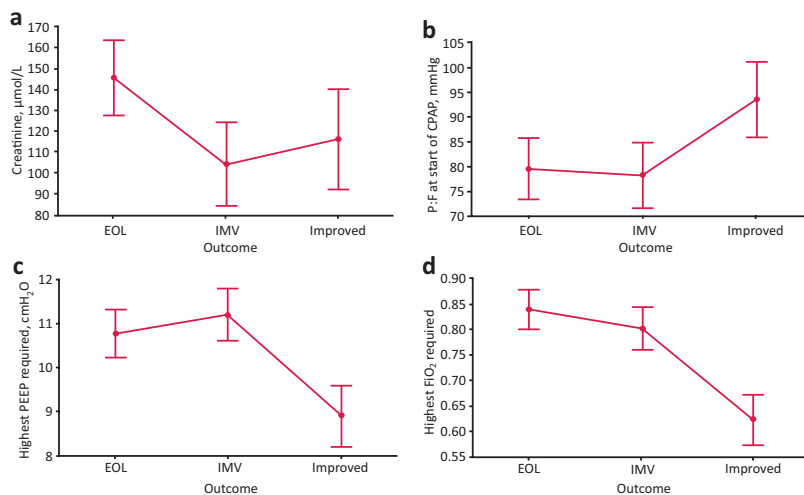 a
Creatinine, μmol/L
170
160
150
140
130
120
110
100
90
80
EOL
IMV
Improved
Outcome
b
P:F at start of CPAP, mmHg
105
100
95
90
85
80
75
70
EOL
IMV
Improved
Outcome
c
Highest PEEP required, cmH₂O
12
11
10
9
8
EOL
IMV
Improved
Outcome
d
Highest FiO₂ required
0.90
0.85
0.80
0.75
0.70
0.65
0.60
0.55
EOL
IMV
Improved
Outcome